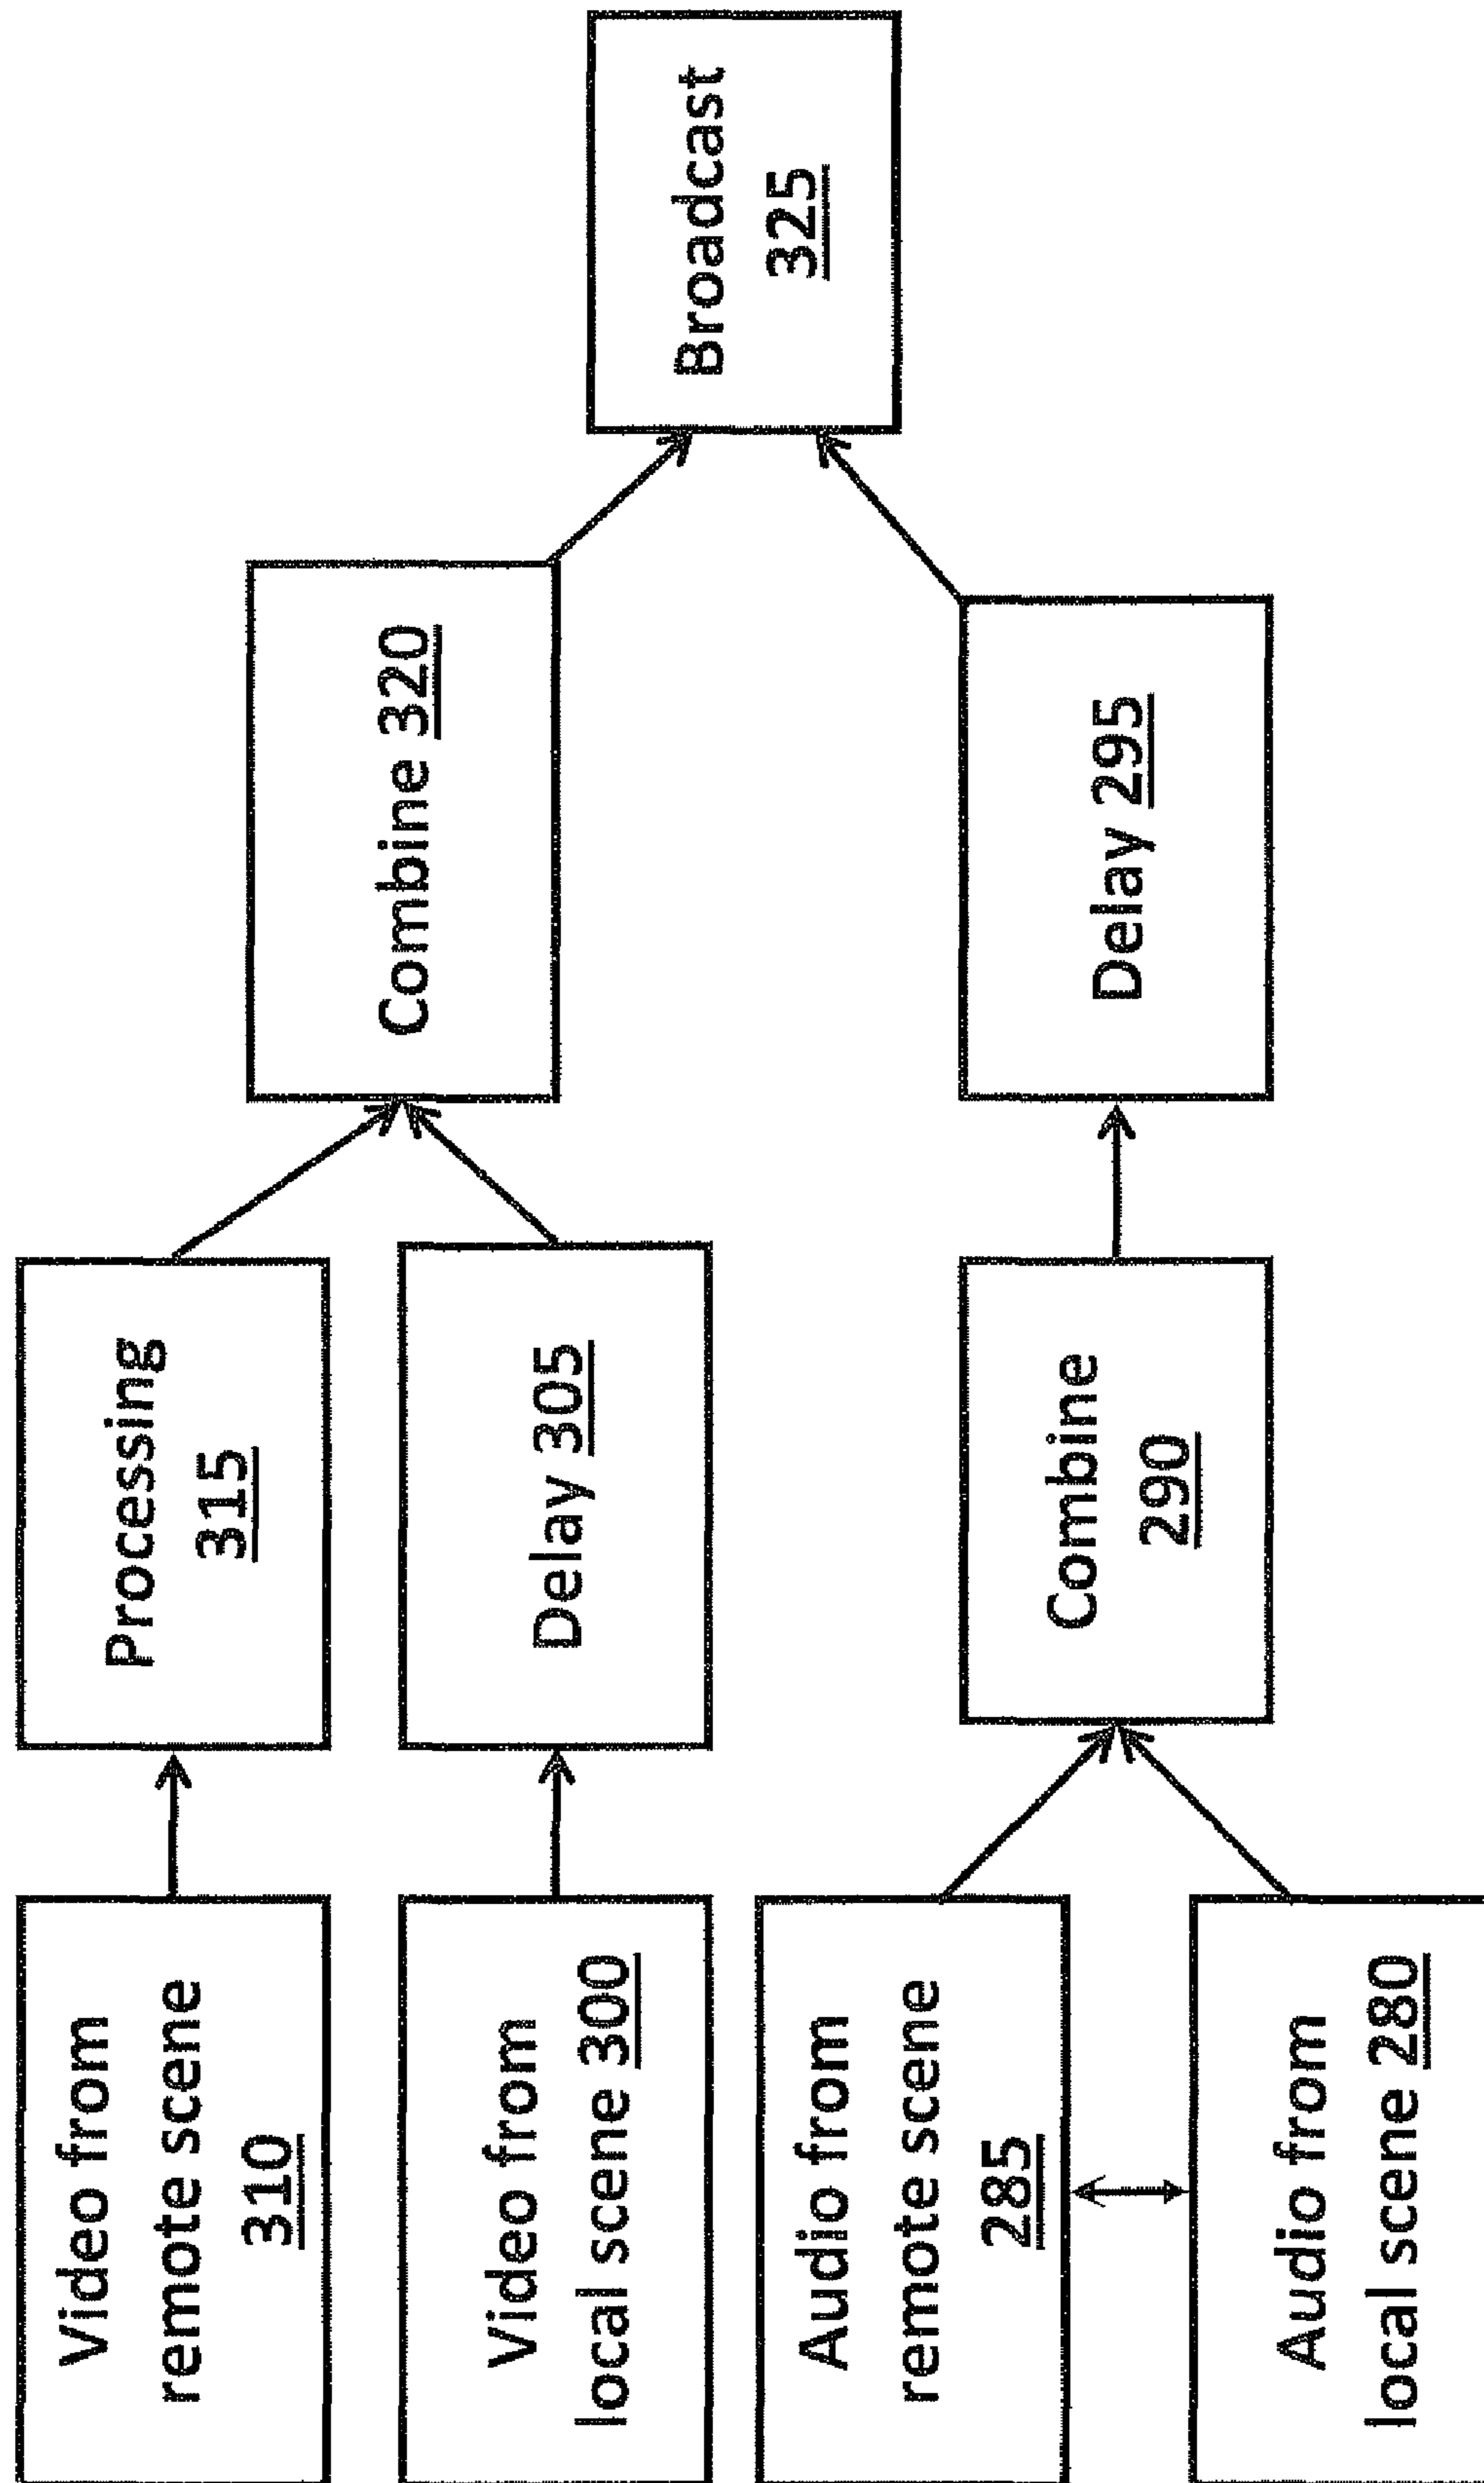 Video from
remote scene
310
Processing
315
Video from
local scene 300
Delay 305
Combine 320
Audio from
remote scene
285
Audio from
local scene 280
Combine
290
Delay 295
Broadcast
325